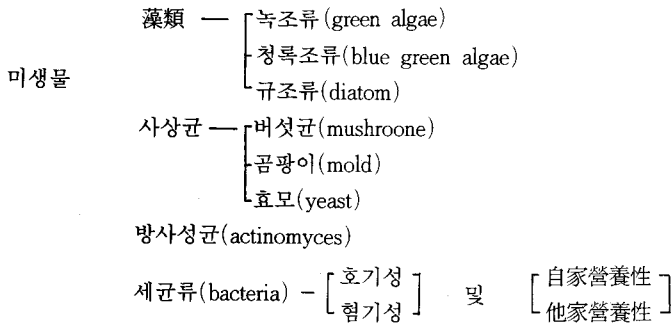 藻類 녹조류(green algae)
청록조류(blue green algae)
미생물
규조류(diatom)
사상균 버섯균(mushroone)
곰팡이(mold)
효모(yeast)
방사성균(actinomyces)
호기성 自家營養性
세균류(bacteria) 및
혐기성 他家營養性